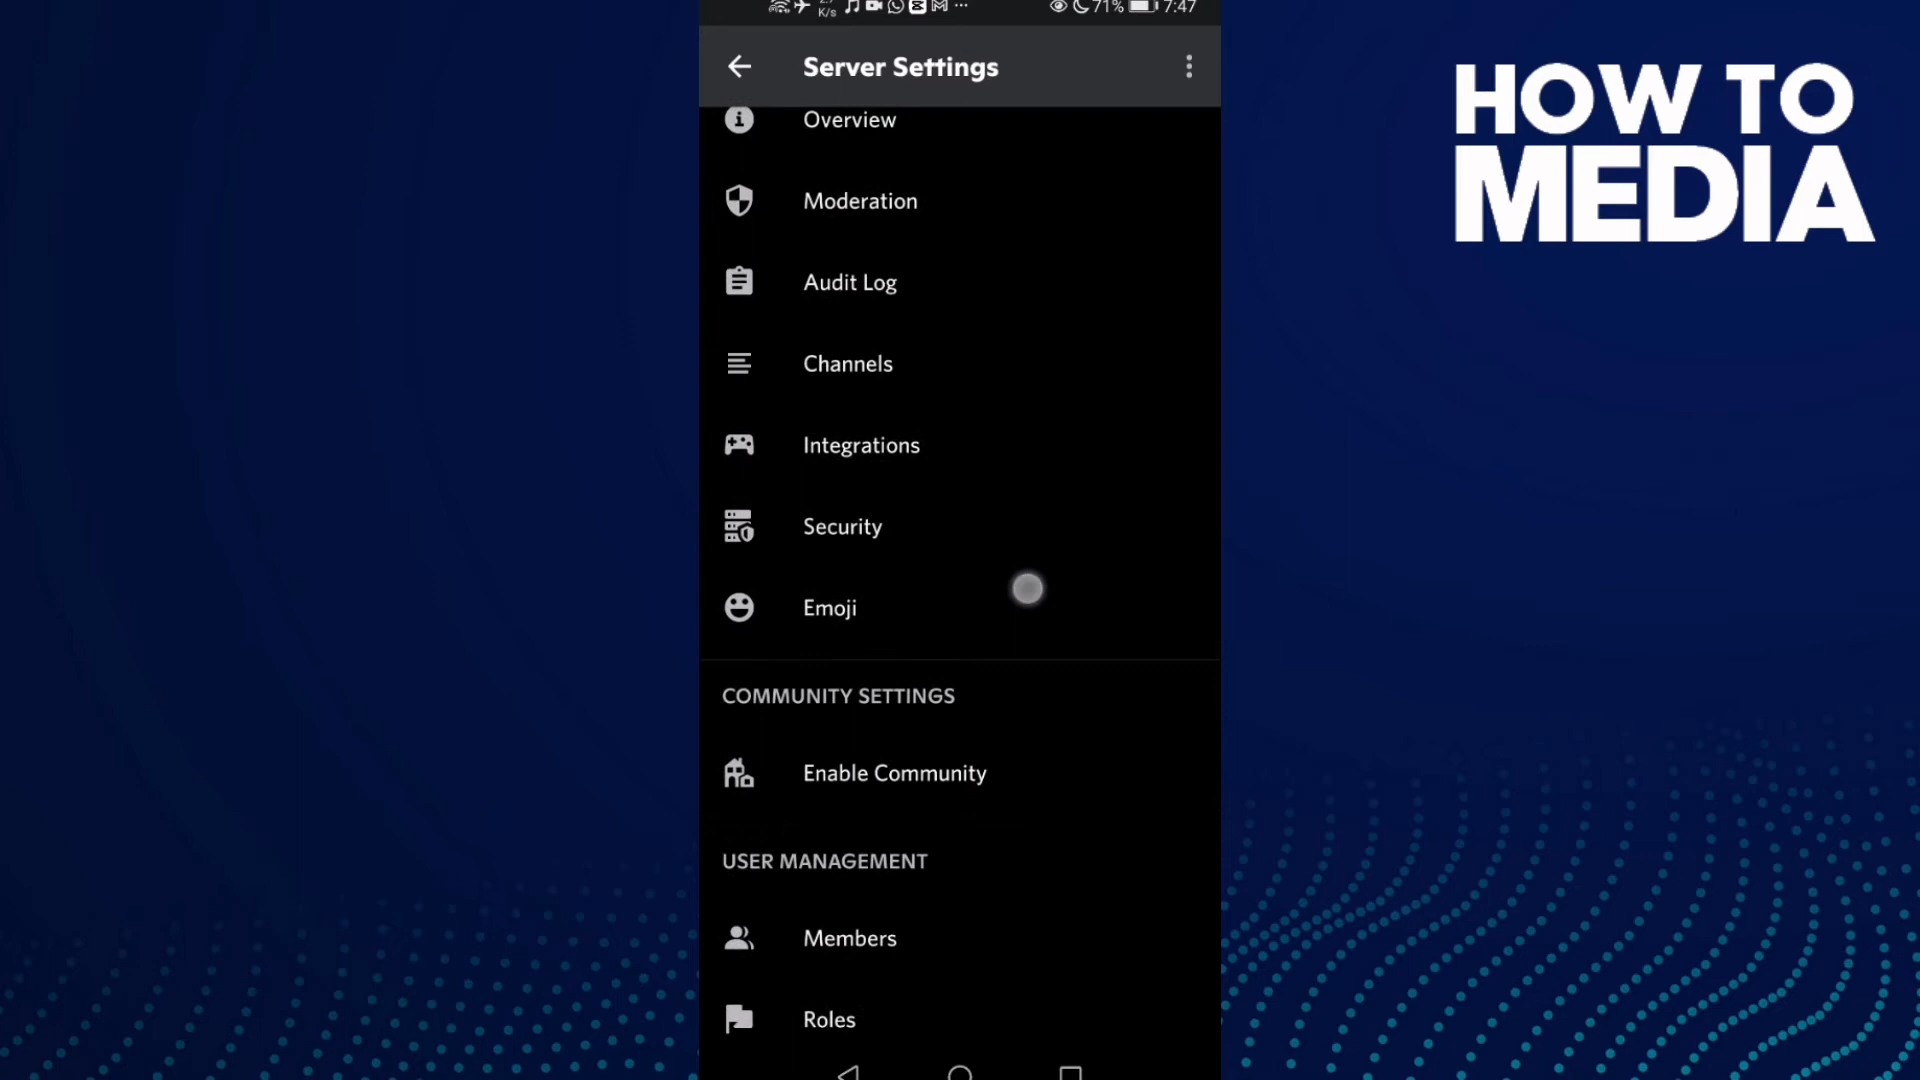 K/s 71% 7:47
Server Settings
HOW TO
MEDIA
Overview
Moderation
Audit Log
Channels
Integrations
Security
Emoji
COMMUNITY SETTINGS
Enable Community
USER MANAGEMENT
Members
Roles